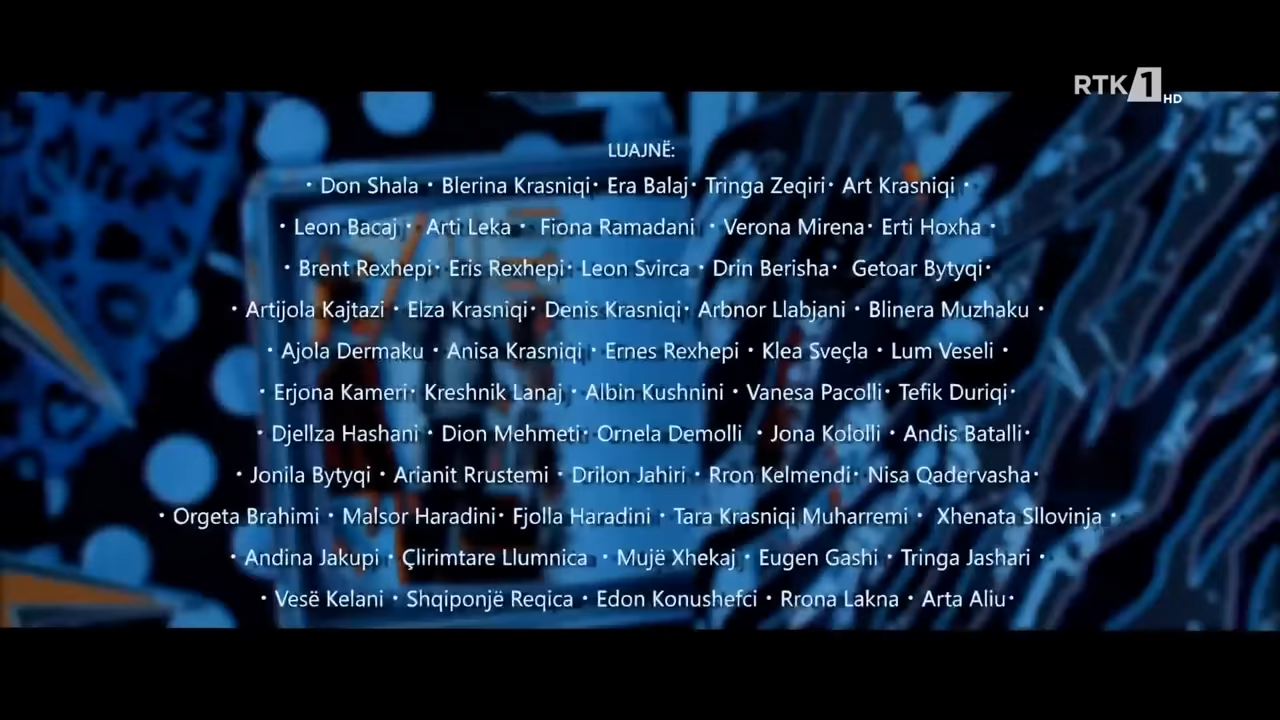 RTK 1 HD
LUAJNË:
• Don Shala • Blerina Krasniqi• Era Balaj• Tringa Zeqiri• Art Krasniqi •
• Leon Bacaj • Arti Leka • Fiona Ramadani • Verona Mirena• Erti Hoxha •
• Brent Rexhepi• Eris Rexhepi• Leon Svirca • Drin Berisha• Getoar Bytyqi•
• Artijola Kajtazi • Elza Krasniqi• Denis Krasniqi• Arbnor Llabjani • Blinera Muzhaku •
• Ajola Dermaku • Anisa Krasniqi • Ernes Rexhepi • Klea Sveçla • Lum Veseli •
• Erjona Kameri• Kreshnik Lanaj • Albin Kushnini • Vanesa Pacolli• Tefik Duriqi•
• Djellza Hashani • Dion Mehmeti• Ornela Demolli • Jona Kololli • Andis Batalli•
• Jonila Bytyqi • Arianit Rrustemi • Drilon Jahiri • Rron Kelmendi• Nisa Qadervasha•
• Orgeta Brahimi • Malsor Haradini• Fjolla Haradini • Tara Krasniqi Muharremi • Xhenata Sllovinja •
• Andina Jakupi • Çlirimtare Llumnica • Mujë Xhekaj • Eugen Gashi • Tringa Jashari •
• Vesë Kelani • Shqiponjë Reqica • Edon Konushefci • Rrona Lakna • Arta Aliu•